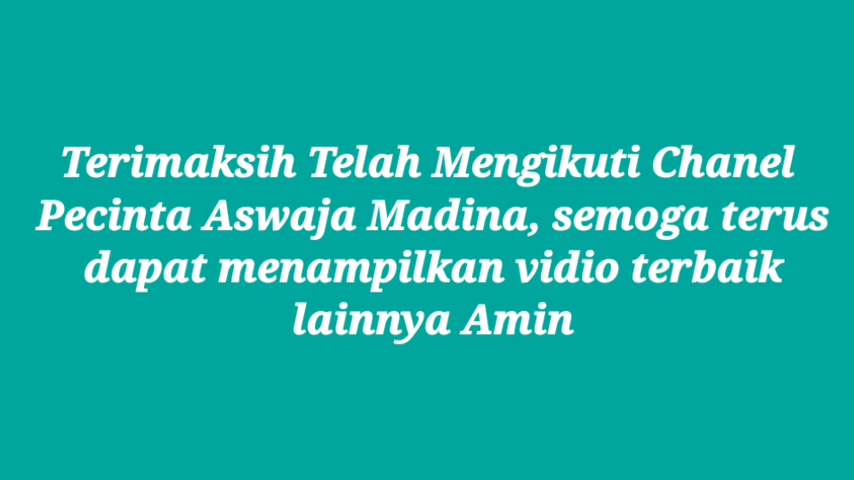 Terimaksih Telah Mengikuti Chanel
Pecinta Aswaja Madina, semoga terus
dapat menampilkan vidio terbaik
lainnya Amin